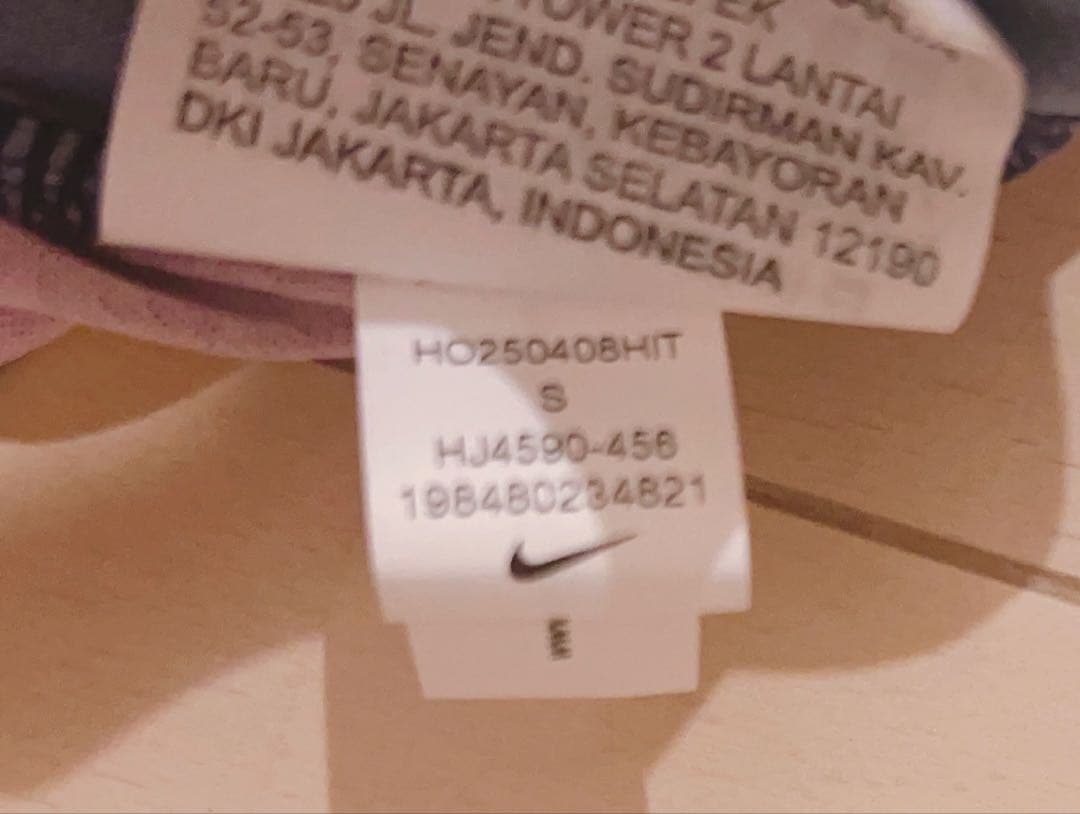 TOWER 2 LANTAI
JL. JEND. SUDIRMAN KAV.
52-53, SENAYAN, KEBAYORAN
BARU, JAKARTA SELATAN 12190
DKI JAKARTA, INDONESIA
HO250408HIT
S
HJ4590-456
198480234821